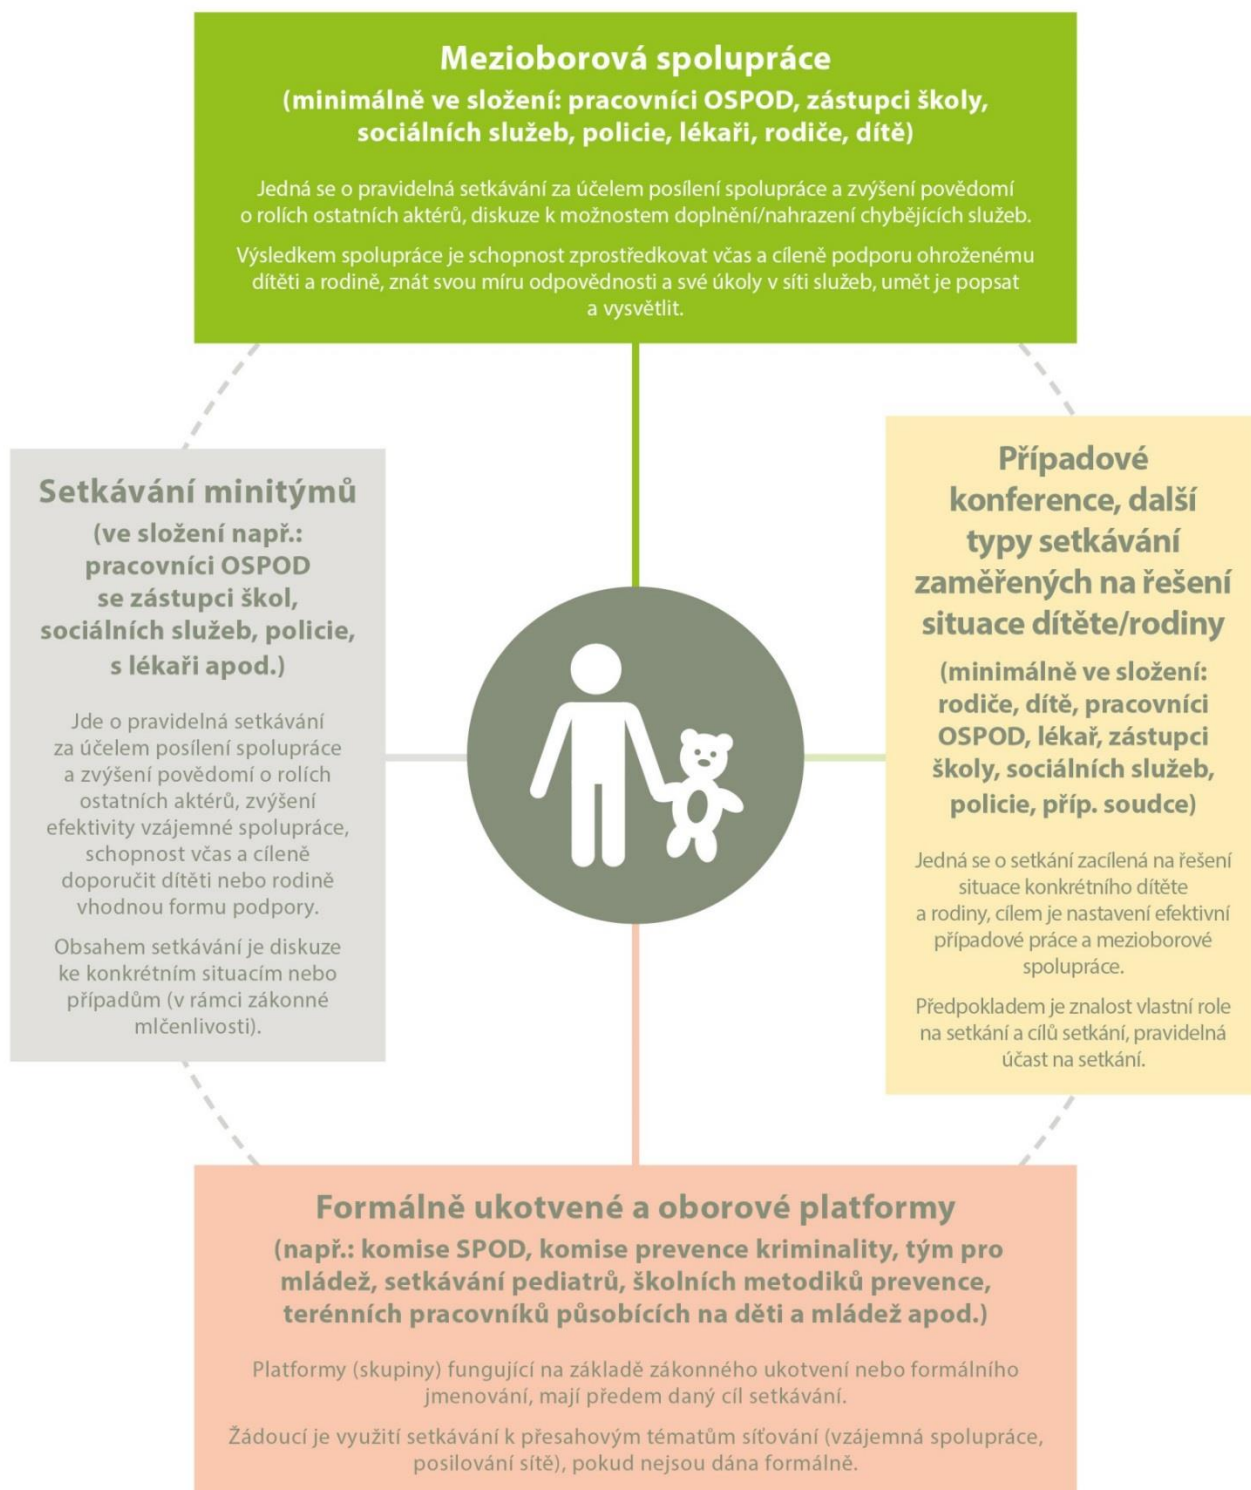 Mezioborová spolupráce
(minimálně ve složení: pracovníci OSPOD, zástupci školy,
sociálních služeb, policie, lékaři, rodiče, dítě)
Jedná se o pravidelná setkávání za účelem posílení spolupráce a zvýšení povědomí
o rolích ostatních aktérů, diskuze k možnostem doplnění/nahrazení chybějících služeb.
Výsledkem spolupráce je schopnost zprostředkovat včas a cíleně podporu ohroženému
dítěti a rodině, znát svou míru odpovědnosti a své úkoly v síti služeb, umět je popsat
a vysvětlit.
Setkávání minitýmů
(ve složení např.:
pracovníci OSPOD
se zástupci škol,
sociálních služeb, policie,
s lékaři apod.)
Jde o pravidelná setkávání
za účelem posílení spolupráce
a zvýšení povědomí o rolích
ostatních aktérů, zvýšení
efektivity vzájemné spolupráce,
schopnost včas a cíleně
doporučit dítěti nebo rodině
vhodnou formu podpory.
Obsahem setkávání je diskuze
ke konkrétním situacím nebo
případům (v rámci zákonné
mlčenlivosti).
Případové
konference, další
typy setkávání
zaměřených na řešení
situace dítěte/rodiny
(minimálně ve složení:
rodiče, dítě, pracovníci
OSPOD, lékař, zástupci
školy, sociálních služeb,
policie, příp. soudce)
Jedná se o setkání zacílená na řešení
situace konkrétního dítěte
a rodiny, cílem je nastavení efektivní
případové práce a mezioborové
spolupráce.
Předpokladem je znalost vlastní role
na setkání a cílů setkání, pravidelná
účast na setkání.
Formálně ukotvené a oborové platformy
(např.: komise SPOD, komise prevence kriminality, tým pro
mládež, setkávání pediatrů, školních metodiků prevence,
terénních pracovníků působících na děti a mládež apod.)
Platformy (skupiny) fungující na základě zákonného ukotvení nebo formálního
jmenování, mají předem daný cíl setkávání.
Žádoucí je využití setkávání k přesahovým tématům síťování (vzájemná spolupráce,
posilování sítě), pokud nejsou dána formálně.